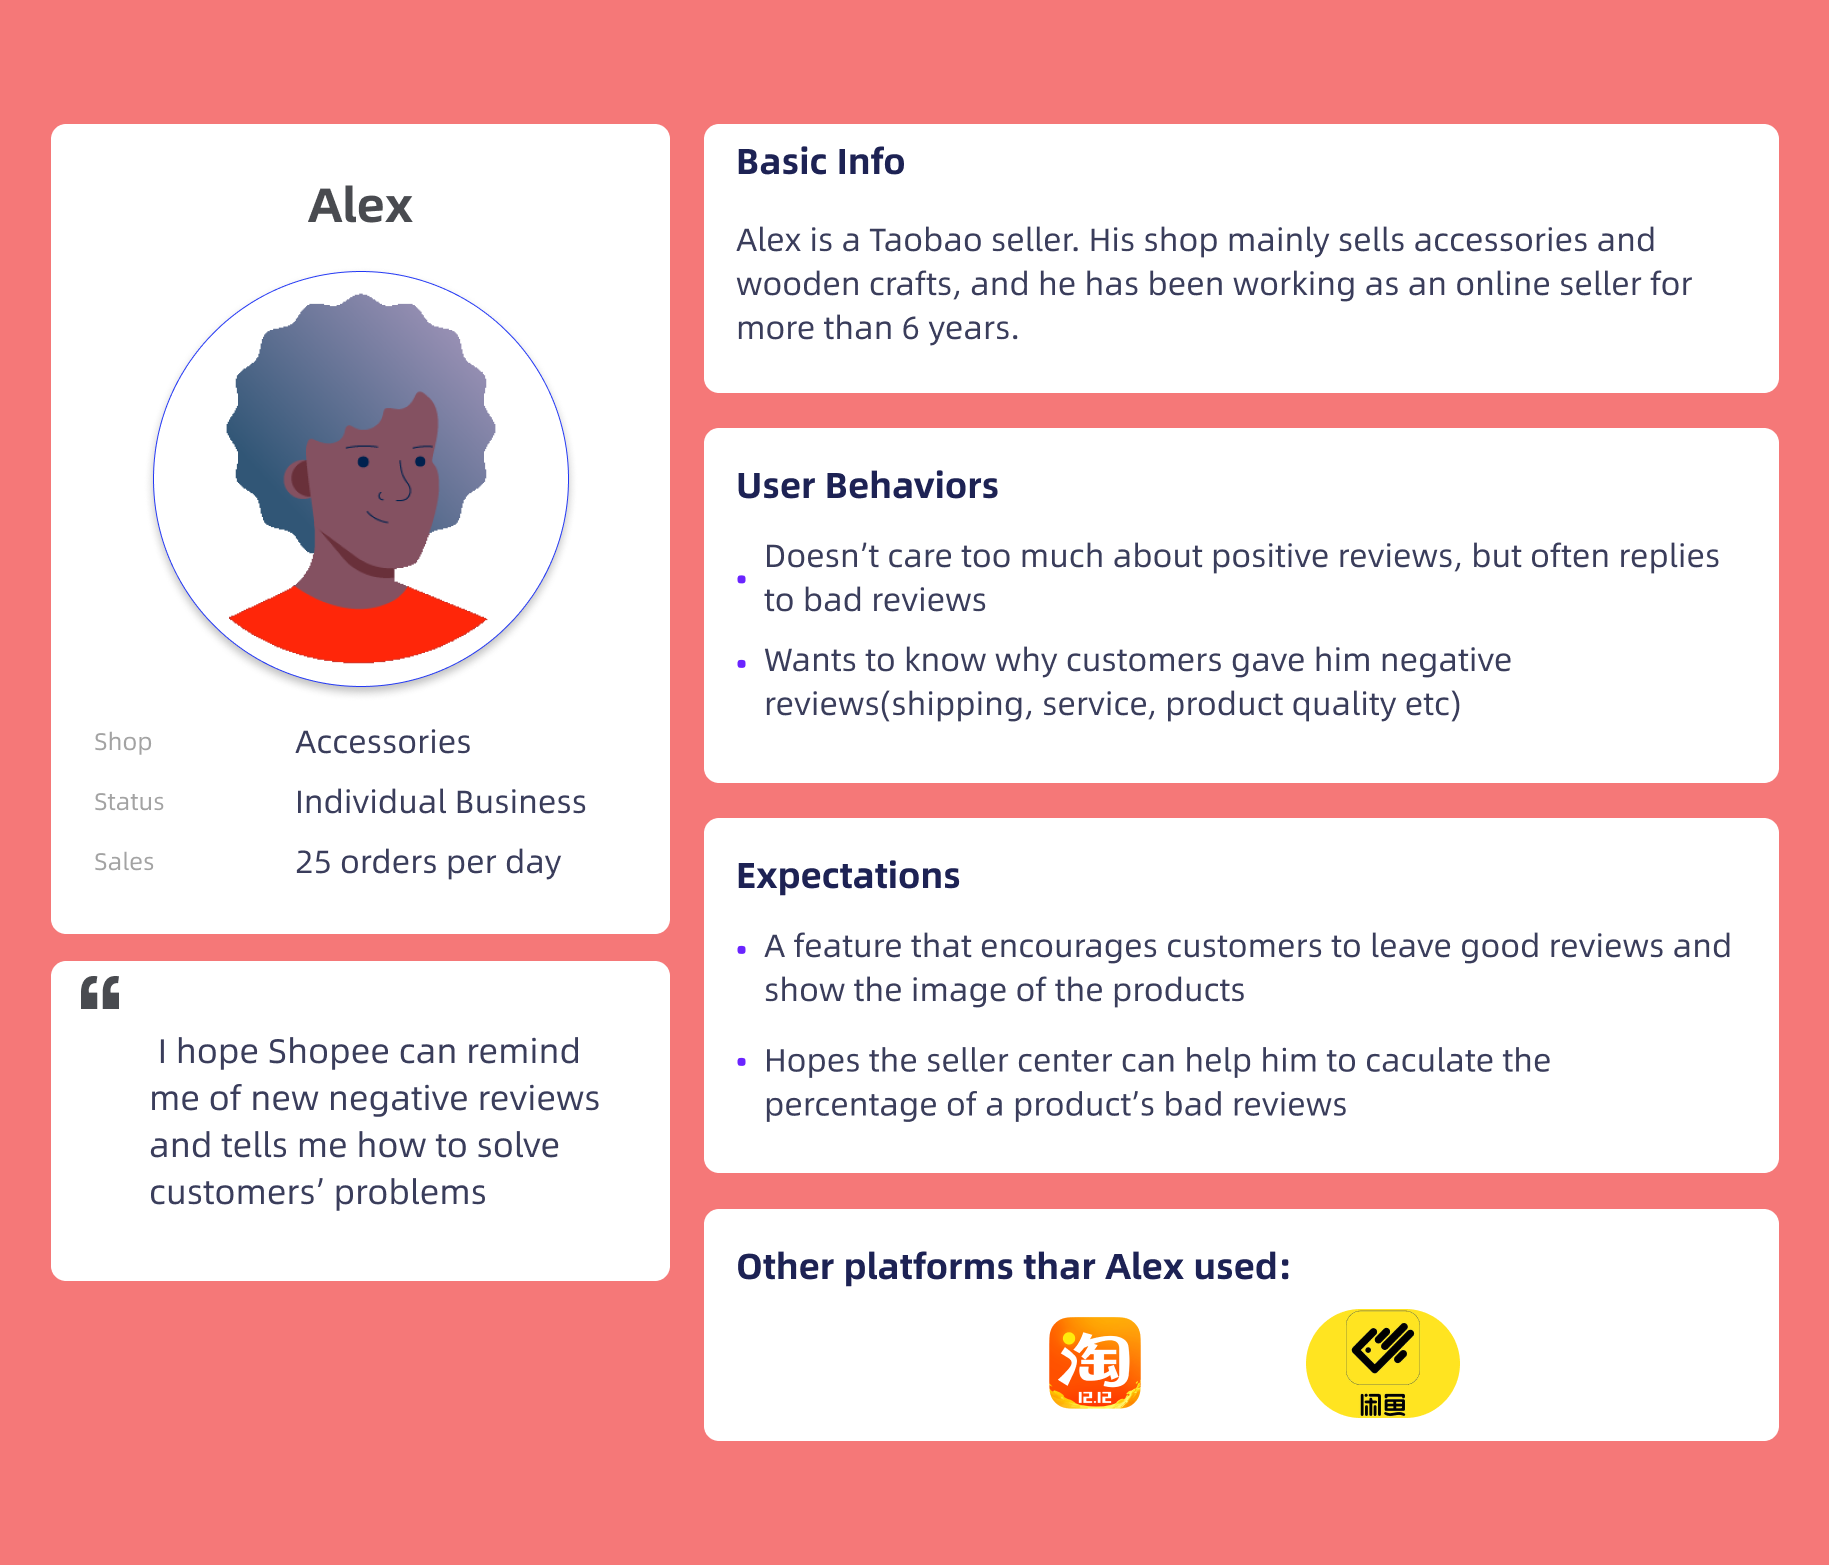 Alex
Shop Accessories
Status Individual Business
Sales 25 orders per day
“
I hope Shopee can remind
me of new negative reviews
and tells me how to solve
customers’ problems
Basic Info
Alex is a Taobao seller. His shop mainly sells accessories and
wooden crafts, and he has been working as an online seller for
more than 6 years.
User Behaviors
Doesn’t care too much about positive reviews, but often replies
to bad reviews
Wants to know why customers gave him negative
reviews(shipping, service, product quality etc)
Expectations
A feature that encourages customers to leave good reviews and
show the image of the products
Hopes the seller center can help him to caculate the
percentage of a product’s bad reviews
Other platforms thar Alex used:
淘
12.12
闲鱼